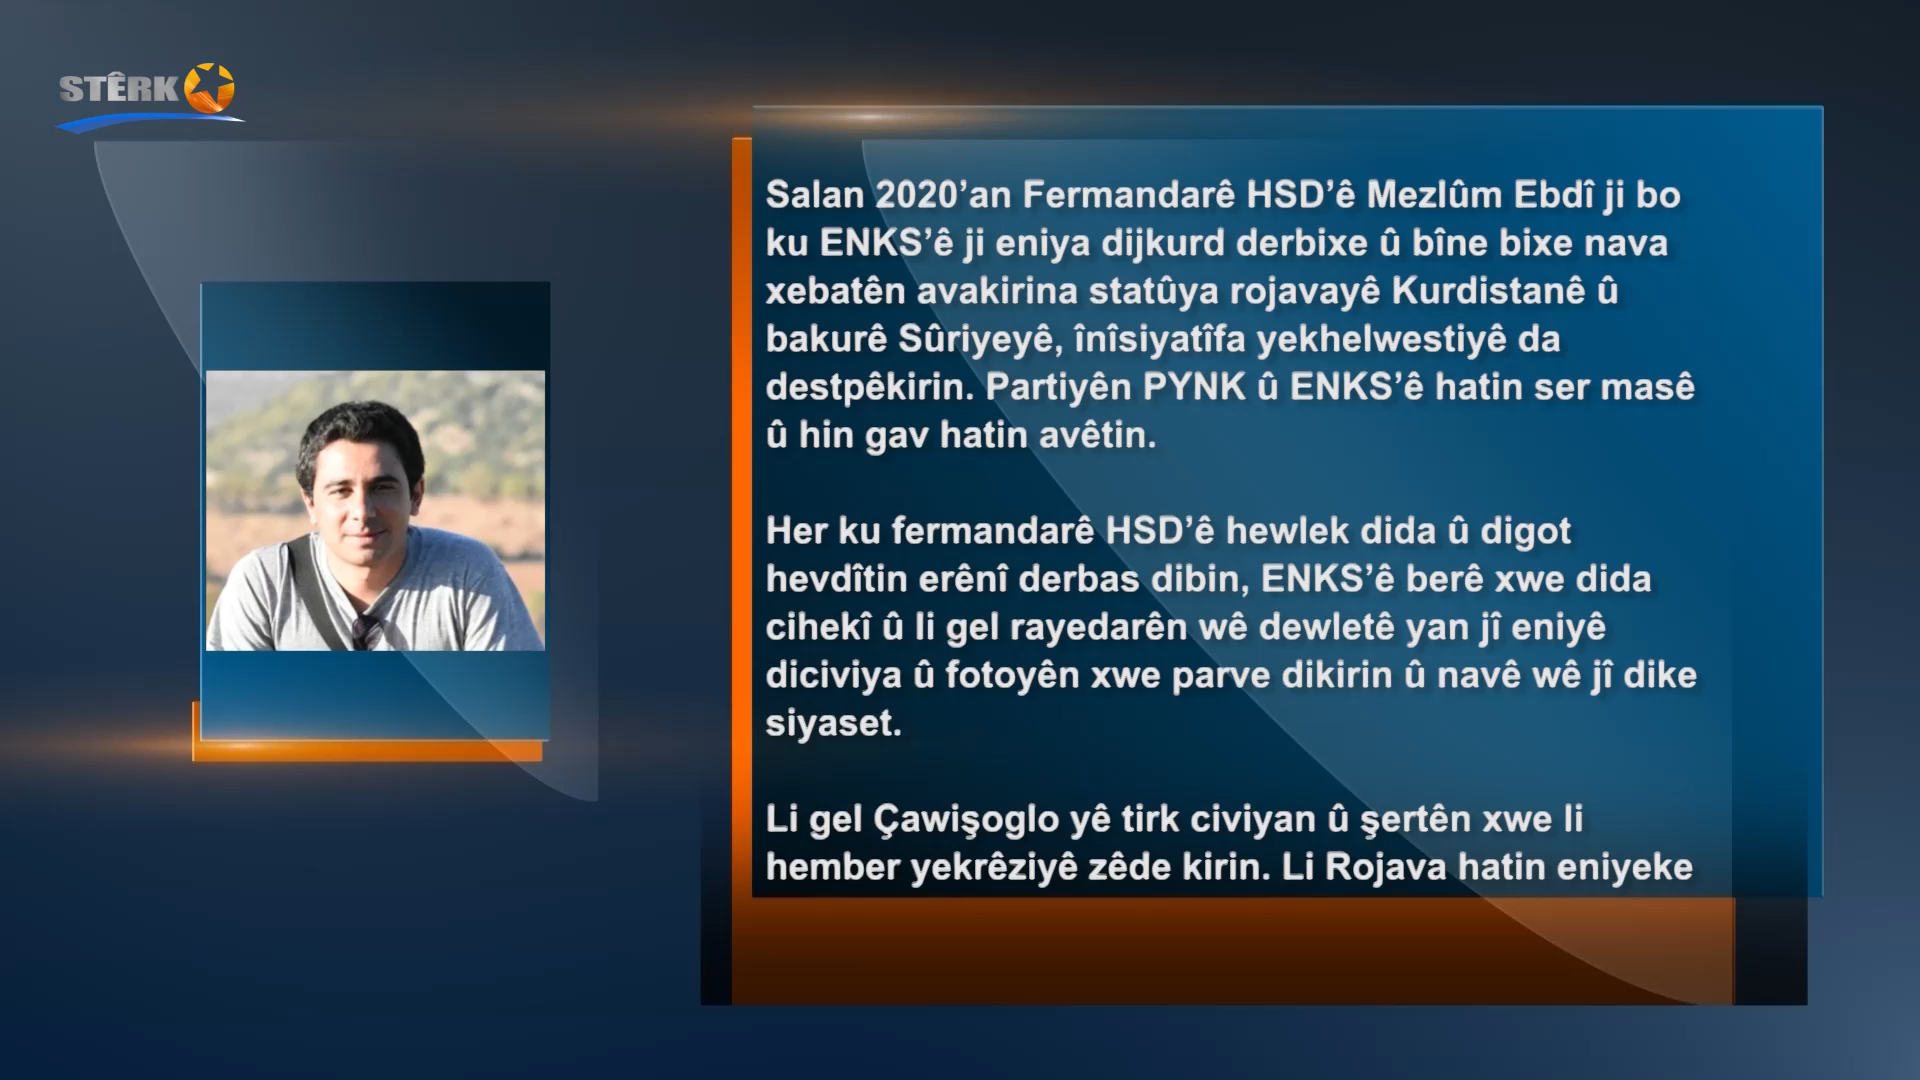 STÊRK
Salan 2020’an Fermandarê HSD’ê Mezlûm Ebdî ji bo
ku ENKS’ê ji eniya dijkurd derbixe û bîne bixe nava
xebatên avakirina statûya rojavayê Kurdistanê û
bakurê Sûriyeyê, înîsiyatîfa yekhelwestiyê da
destpêkirin. Partiyên PYNK û ENKS’ê hatin ser masê
û hin gav hatin avêtin.
Her ku fermandarê HSD’ê hewlek dida û digot
hevdîtin erênî derbas dibin, ENKS’ê berê xwe dida
cihekî û li gel rayedarên wê dewletê yan jî eniyê
diciviya û fotoyên xwe parve dikirin û navê wê jî dike
siyaset.
Li gel Çawişoglo yê tirk civiyan û şertên xwe li
hember yekrêziyê zêde kirin. Li Rojava hatin eniyeke